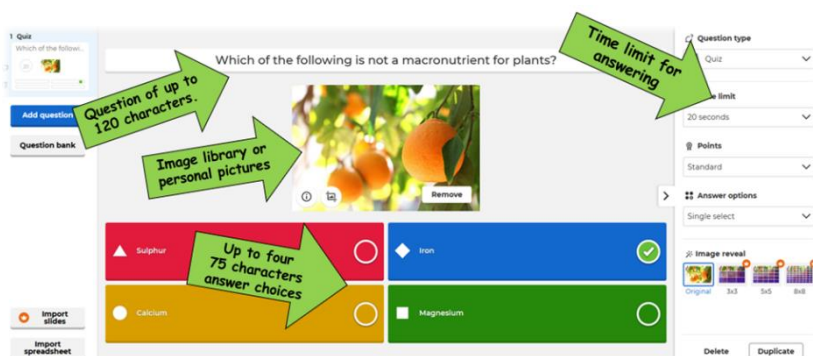 1 Quiz
Which of the followi...
Add question
Question bank
Import slides
Import spreadsheet
Question of up to
120 characters.
Which of the following is not a macronutrient for plants?
Image library or
personal pictures
Remove
Sulphur
Iron
Up to four
75 characters
answer choices
Calcium
Magnesium
Time limit for
answering
Question type
Quiz
limit
20 seconds
Points
Standard
Answer options
Single select
Image reveal
Original 3x3 5x5 8x8
Delete Duplicate